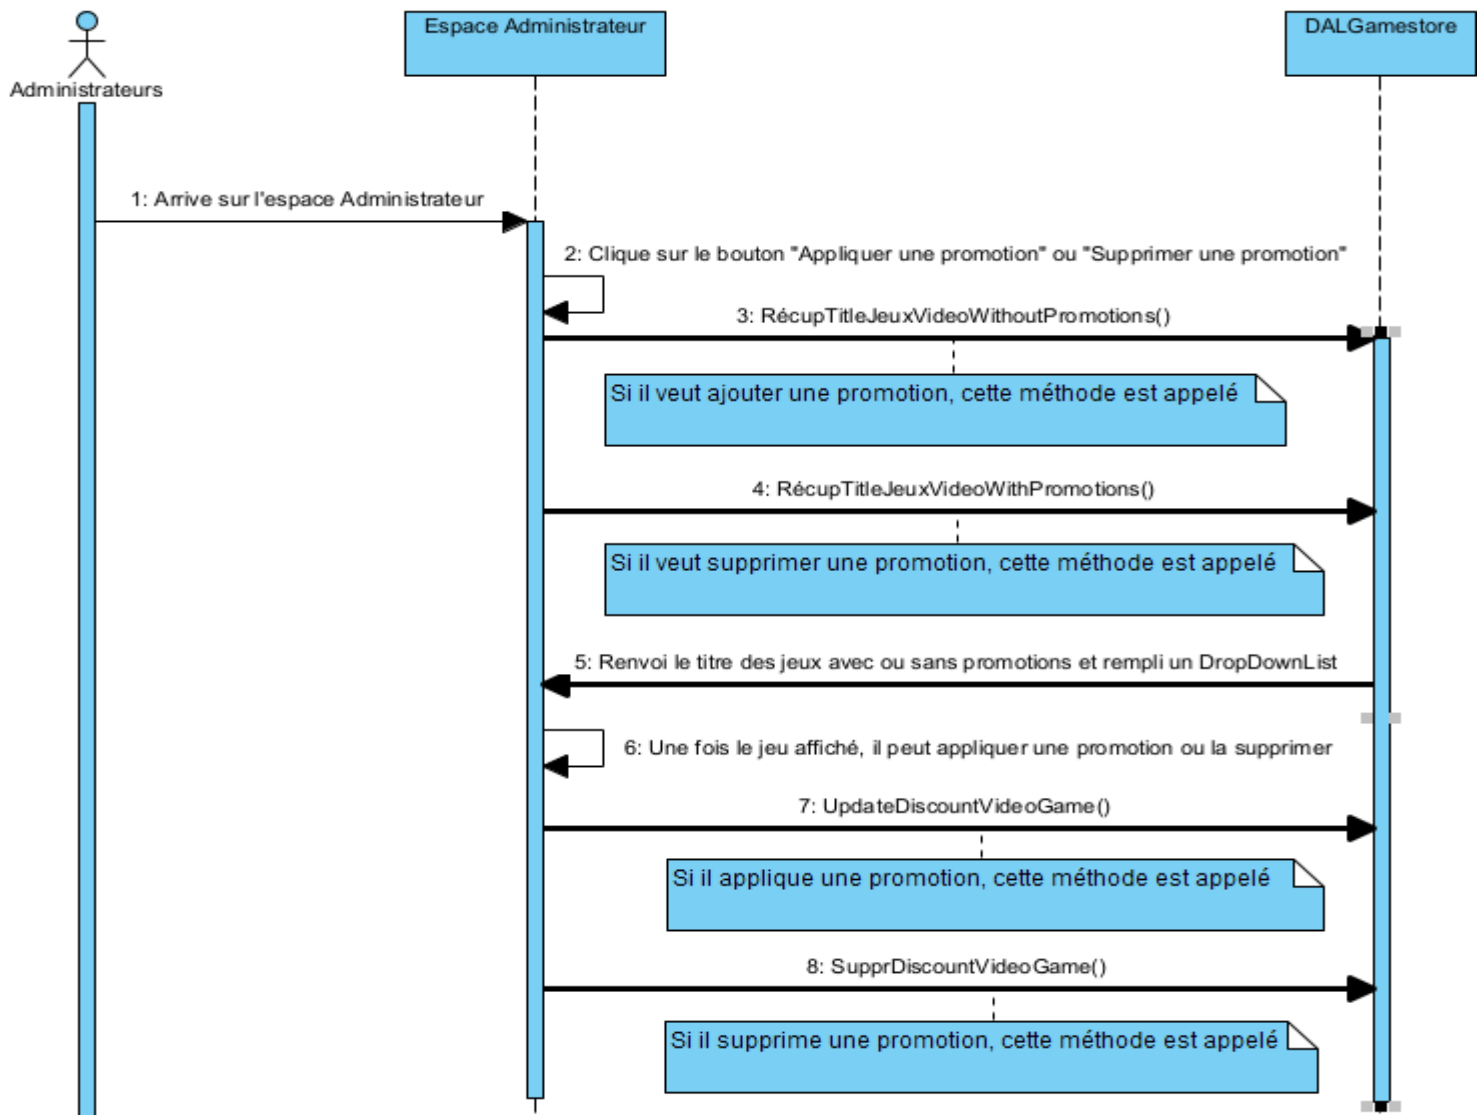 Espace Administrateur
DALGamestore
Administrateurs
1: Arrive sur l'espace Administrateur
2: Clique sur le bouton "Appliquer une promotion" ou "Supprimer une promotion"
3: RécupTitleJeuxVideoWithoutPromotions()
Si il veut ajouter une promotion, cette méthode est appelé
4: RécupTitleJeuxVideoWithPromotions()
Si il veut supprimer une promotion, cette méthode est appelé
5: Renvoi le titre des jeux avec ou sans promotions et rempli un DropDownList
6: Une fois le jeu affiché, il peut appliquer une promotion ou la supprimer
7: UpdateDiscountVideoGame()
Si il applique une promotion, cette méthode est appelé
8: SupprDiscountVideoGame()
Si il supprime une promotion, cette méthode est appelé